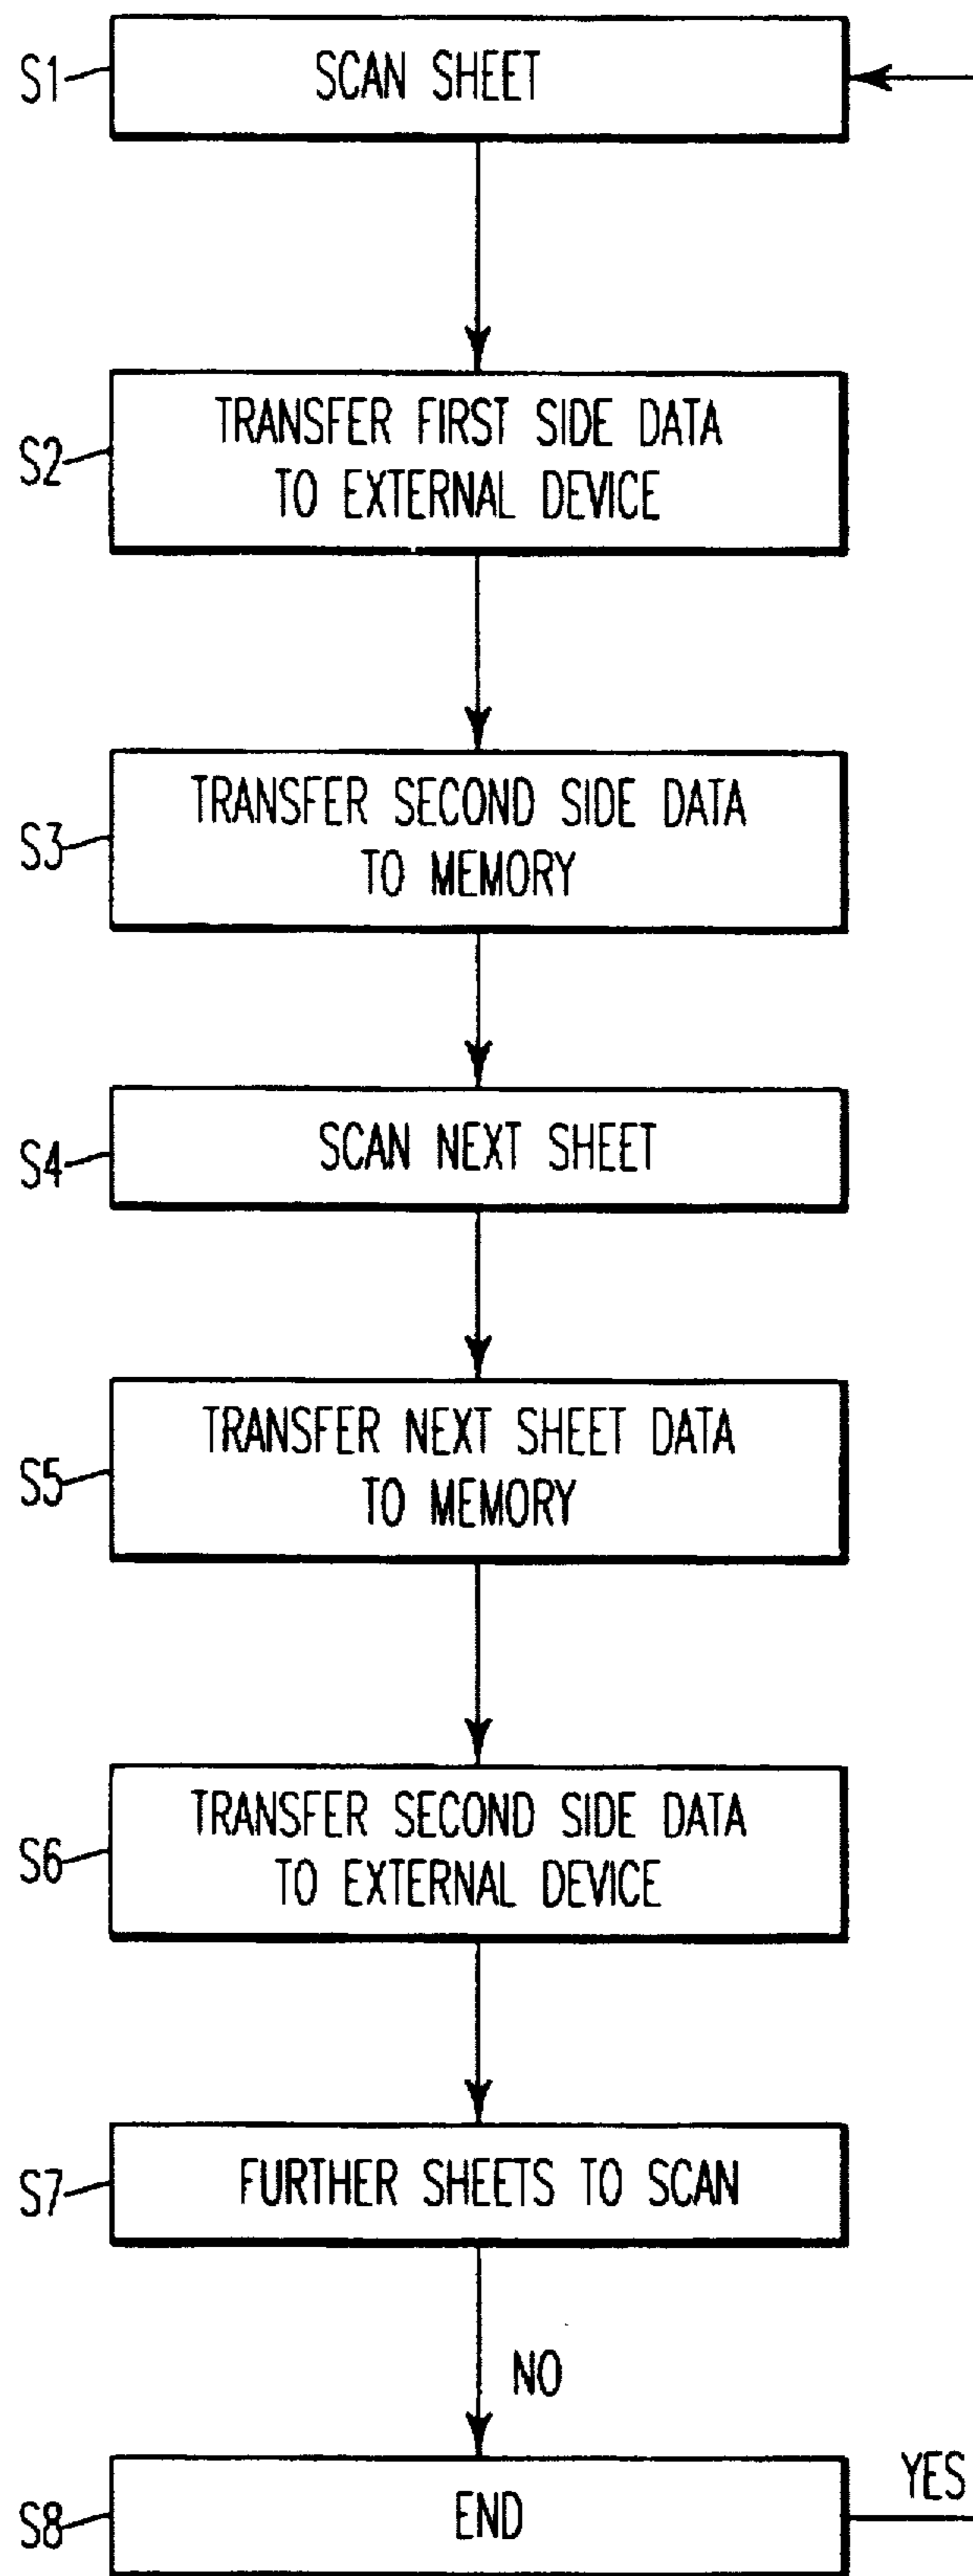 S1
SCAN SHEET
S2
TRANSFER FIRST SIDE DATA
TO EXTERNAL DEVICE
S3
TRANSFER SECOND SIDE DATA
TO MEMORY
S4
SCAN NEXT SHEET
S5
TRANSFER NEXT SHEET DATA
TO MEMORY
S6
TRANSFER SECOND SIDE DATA
TO EXTERNAL DEVICE
S7
FURTHER SHEETS TO SCAN
NO
S8
END
YES